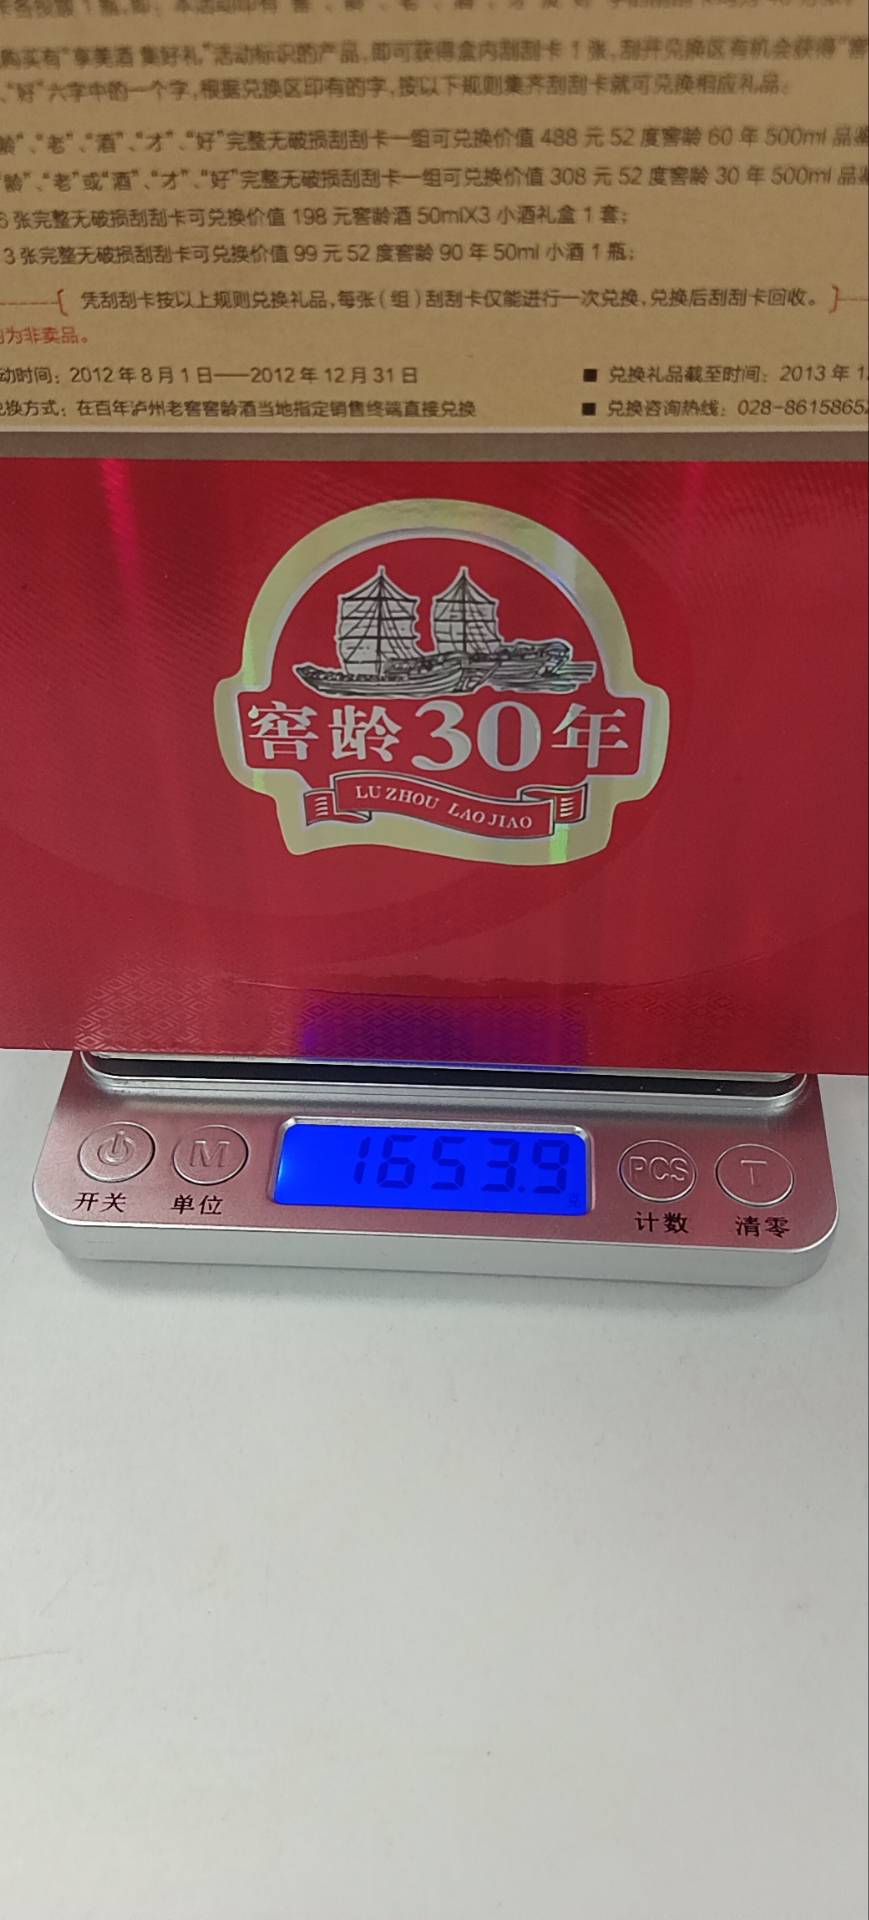 购买有“享美酒 集好礼”活动标识的产品,即可获得盒内刮刮卡 1 张,刮开兑换区有机会获得“窖
、“好”六字中的一个字,根据兑换区印有的字,按以下规则集齐刮刮卡就可兑换相应礼品:
龄”、“老”、“酒”、“才”、“好”完整无破损刮刮卡一组可兑换价值 488 元 52 度窖龄 60 年 500ml 品鉴
“龄”、“老”或“酒”、“才”、“好”完整无破损刮刮卡一组可兑换价值 308 元 52 度窖龄 30 年 500ml 品鉴
6 张完整无破损刮刮卡可兑换价值 198 元窖龄酒 50mlX3 小酒礼盒 1 套;
3 张完整无破损刮刮卡可兑换价值 99 元 52 度窖龄 90 年 50ml 小酒 1 瓶;
凭刮刮卡按以上规则兑换礼品,每张(组)刮刮卡仅能进行一次兑换,兑换后刮刮卡回收。
为非卖品。
动时间:2012 年 8 月 1 日——2012 年 12 月 31 日
■ 兑换礼品截至时间:2013 年 1
兑换方式:在百年泸州老窖窖龄酒当地指定销售终端直接兑换
■ 兑换咨询热线:028-8615865
窖龄30年
LU ZHOU LAO JIAO
1653.9
M
PCS
T
开关
单位
计数
清零